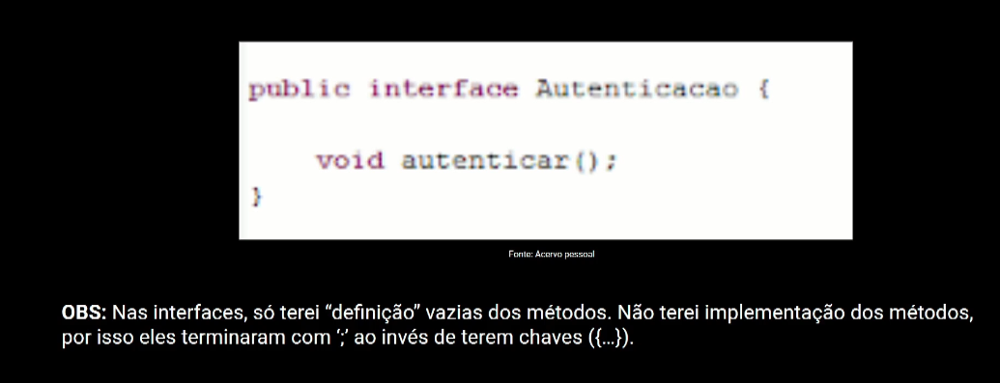 public interface Autenticacao {
void autenticar();
}
Fonte: Acervo pessoal
OBS: Nas interfaces, só terei “definição” vazias dos métodos. Não terei implementação dos métodos,
por isso eles terminaram com ‘;’ ao invés de terem chaves ({...}).